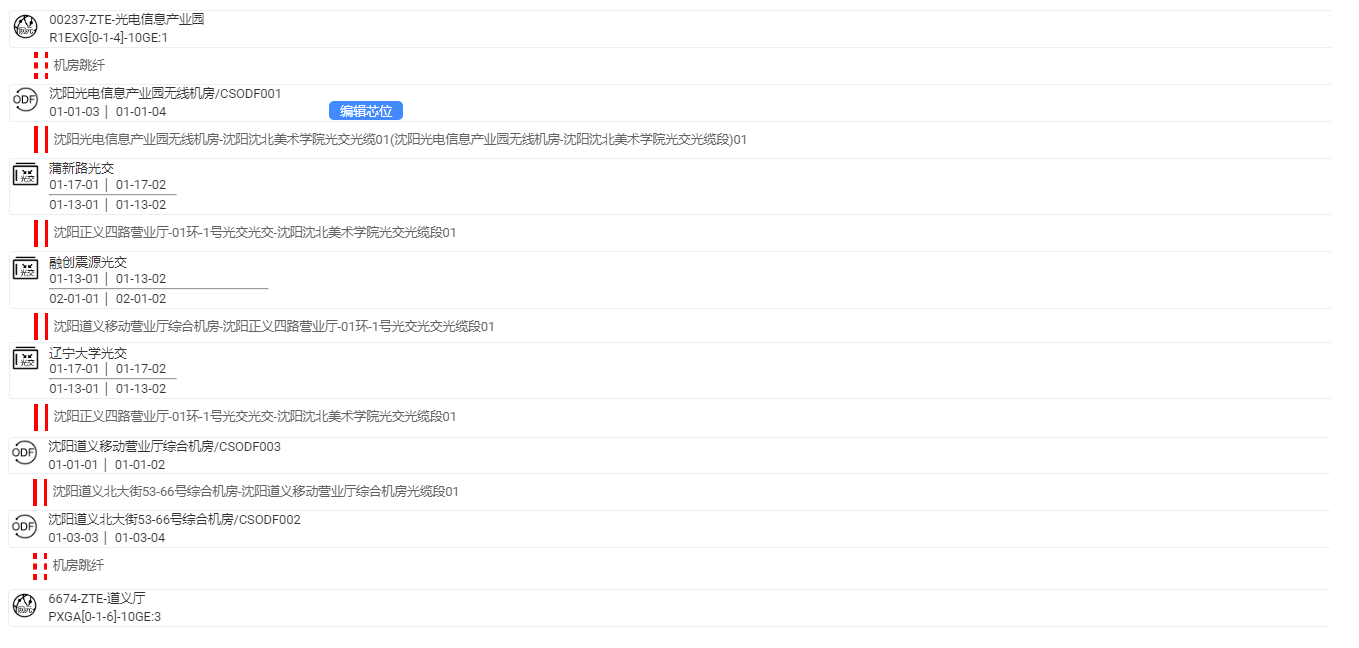 00237-ZTE-光电信息产业园
R1EXG[0-1-4]-10GE:1
机房跳纤
ODF
沈阳光电信息产业园无线机房/CSODF001
01-01-03│ 01-01-04
编辑芯位
沈阳光电信息产业园无线机房-沈阳沈北美术学院光交光缆01(沈阳光电信息产业园无线机房-沈阳沈北美术学院光交光缆段)01
光交
蒲新路光交
01-17-01│ 01-17-02
01-13-01│ 01-13-02
沈阳正义四路营业厅-01环-1号光交光交-沈阳沈北美术学院光交光缆段01
光交
融创震源光交
01-13-01│ 01-13-02
02-01-01│ 02-01-02
沈阳道义移动营业厅综合机房-沈阳正义四路营业厅-01环-1号光交光交光缆段01
光交
辽宁大学光交
01-17-01│ 01-17-02
01-13-01│ 01-13-02
沈阳正义四路营业厅-01环-1号光交光交-沈阳沈北美术学院光交光缆段01
ODF
沈阳道义移动营业厅综合机房/CSODF003
01-01-01│ 01-01-02
沈阳道义北大街53-66号综合机房-沈阳道义移动营业厅综合机房光缆段01
ODF
沈阳道义北大街53-66号综合机房/CSODF002
01-03-03│ 01-03-04
机房跳纤
6674-ZTE-道义厅
PXGA[0-1-6]-10GE:3